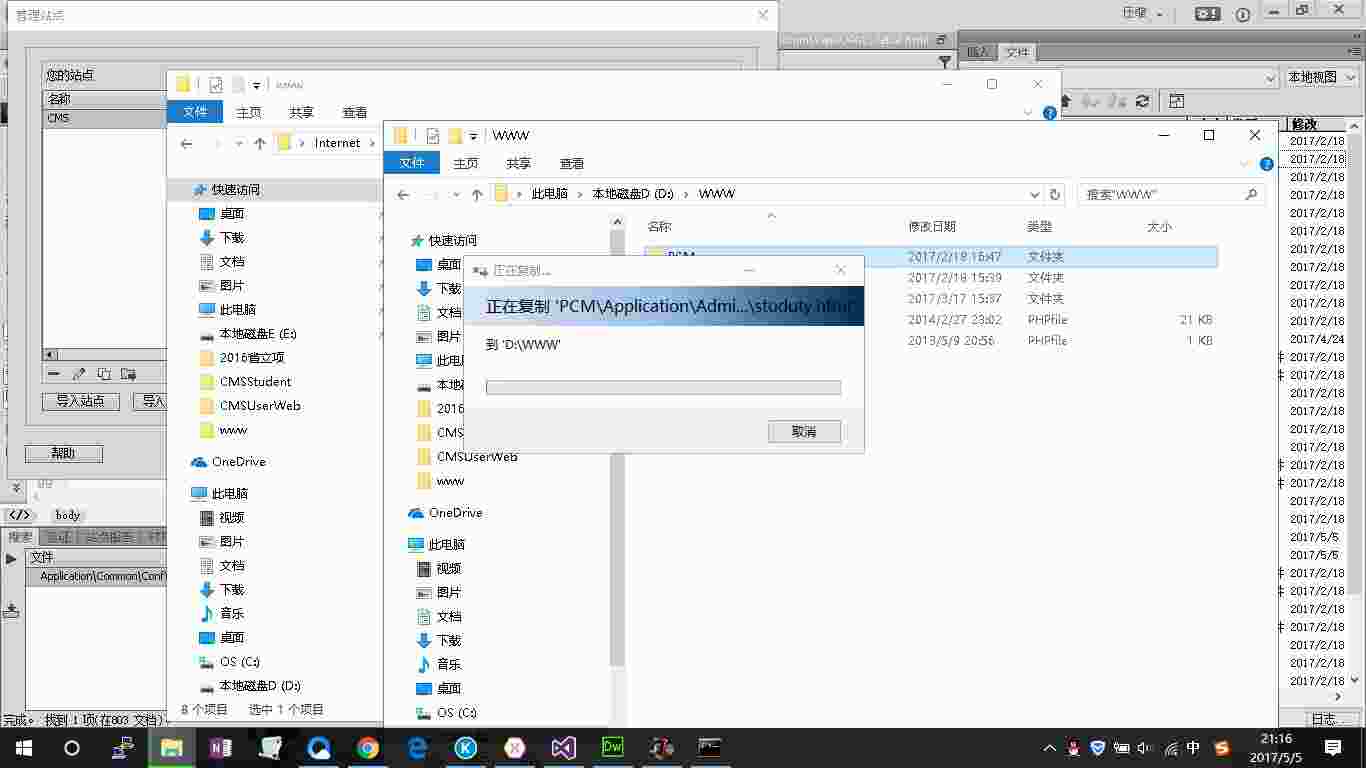 管理站点
您的站点
名称
CMS
导入站点
导入
帮助
body
搜索
文件
Application\Common\Conf\
完成。 找到 1 项(在803 文档)
www
文件 主页 共享 查看
Internet
快速访问
桌面
下载
文档
图片
此电脑
本地磁盘E (E:)
2016省立项
CMSStudent
CMSUserWeb
www
OneDrive
此电脑
视频
图片
文档
下载
音乐
桌面
OS (C:)
本地磁盘D (D:)
8 个项目 选中 1 个项目
WWW
文件 主页 共享 查看
此电脑 本地磁盘D (D:) WWW
搜索"WWW"
快速访问
桌面
下载
文档
图片
此电
本地磁
2016
CMS
CMSUserWeb
www
OneDrive
此电脑
视频
图片
文档
下载
音乐
桌面
OS (C:)
名称 修改日期 类型 大小
PCM 2017/2/18 16:47 文件夹
2017/2/18 15:39 文件夹
2017/3/17 15:37 文件夹
2014/2/27 23:02 PHPfile 21 KB
2013/5/9 20:56 PHPfile 1 KB
正在复制...
正在复制 'PCM\Application\Admi...\stoduty.html'
到 'D:\WWW'
取消
压缩
插入 文件
本地视图
修改
2017/2/18
2017/2/18
2017/2/18
2017/2/18
2017/2/18
2017/2/18
2017/2/18
2017/2/18
2017/2/18
2017/2/18
2017/2/18
2017/4/24
2017/2/18
2017/2/18
2017/2/18
2017/2/18
2017/2/18
2017/2/18
2017/2/18
2017/2/18
2017/2/18
2017/5/5
2017/5/5
2017/2/18
2017/2/18
2017/2/18
2017/2/18
2017/2/18
2017/2/18
2017/2/18
2017/2/18
日志...
中
21:16
2017/5/5